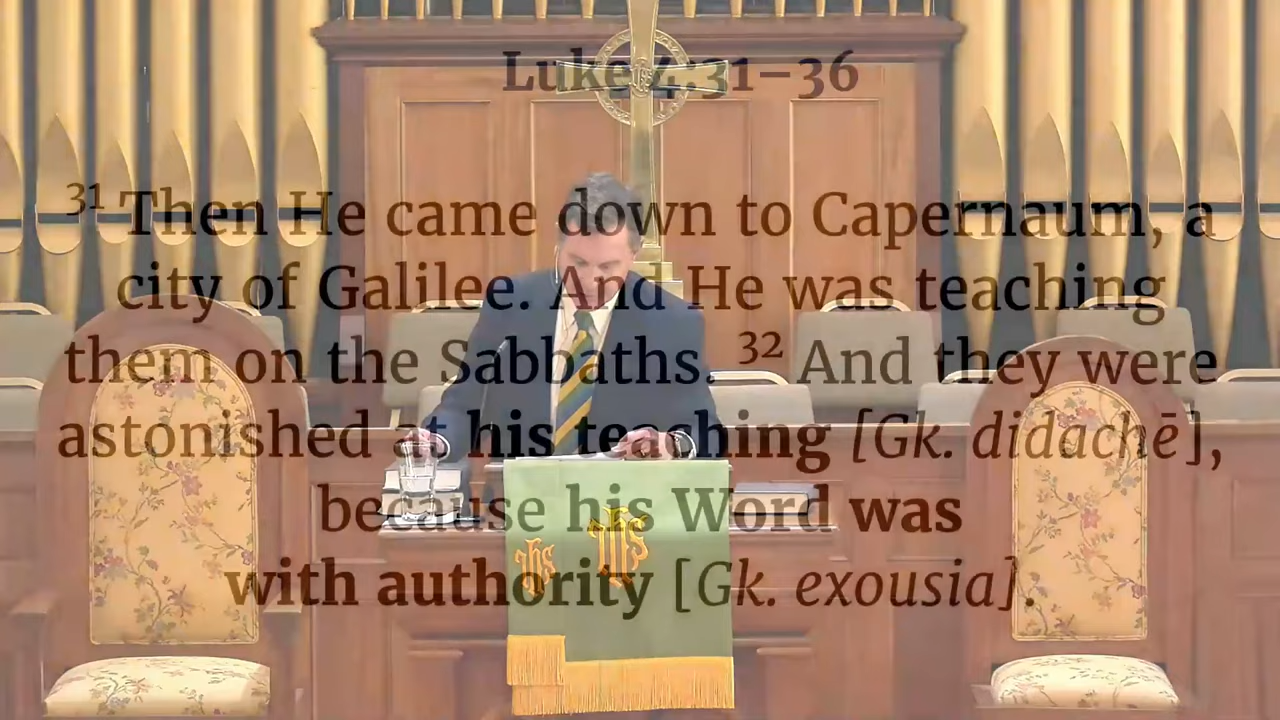 Luke 4:31–36
³¹ Then He came down to Capernaum, a
city of Galilee. And He was teaching
them on the Sabbaths. ³² And they were
astonished at his teaching [Gk. didachē],
because his Word was
with authority [Gk. exousia].
IHS
IHS